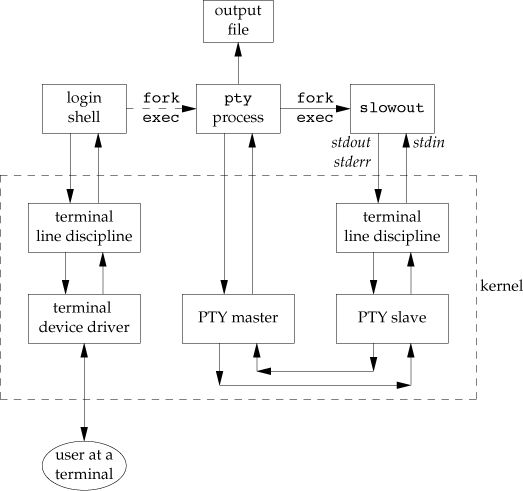 output
file
login
shell
fork
exec
pty
process
fork
exec
slowout
stdout
stderr
stdin
terminal
line discipline
terminal
line discipline
kernel
terminal
device driver
PTY master
PTY slave
user at a
terminal